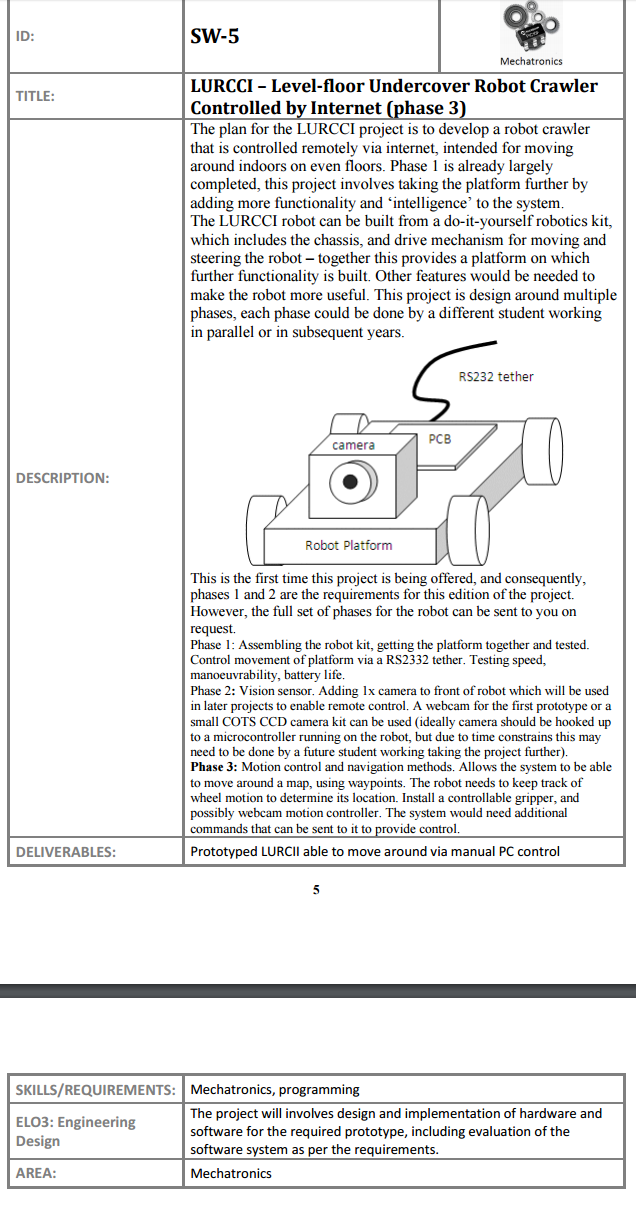 ID:
SW-5
Mechatronics
TITLE:
LURCCI – Level-floor Undercover Robot Crawler
Controlled by Internet (phase 3)
DESCRIPTION:
The plan for the LURCCI project is to develop a robot crawler
that is controlled remotely via internet, intended for moving
around indoors on even floors. Phase 1 is already largely
completed, this project involves taking the platform further by
adding more functionality and ‘intelligence’ to the system.
The LURCCI robot can be built from a do-it-yourself robotics kit,
which includes the chassis, and drive mechanism for moving and
steering the robot – together this provides a platform on which
further functionality is built. Other features would be needed to
make the robot more useful. This project is design around multiple
phases, each phase could be done by a different student working
in parallel or in subsequent years.
RS232 tether
camera
PCB
Robot Platform
This is the first time this project is being offered, and consequently,
phases 1 and 2 are the requirements for this edition of the project.
However, the full set of phases for the robot can be sent to you on
request.
Phase 1: Assembling the robot kit, getting the platform together and tested.
Control movement of platform via a RS2332 tether. Testing speed,
manoeuvrability, battery life.
Phase 2: Vision sensor. Adding 1x camera to front of robot which will be used
in later projects to enable remote control. A webcam for the first prototype or a
small COTS CCD camera kit can be used (ideally camera should be hooked up
to a microcontroller running on the robot, but due to time constrains this may
need to be done by a future student working taking the project further).
Phase 3: Motion control and navigation methods. Allows the system to be able
to move around a map, using waypoints. The robot needs to keep track of
wheel motion to determine its location. Install a controllable gripper, and
possibly webcam motion controller. The system would need additional
commands that can be sent to it to provide control.
DELIVERABLES:
Prototyped LURCII able to move around via manual PC control
5
SKILLS/REQUIREMENTS:
Mechatronics, programming
ELO3: Engineering
Design
The project will involves design and implementation of hardware and
software for the required prototype, including evaluation of the
software system as per the requirements.
AREA:
Mechatronics